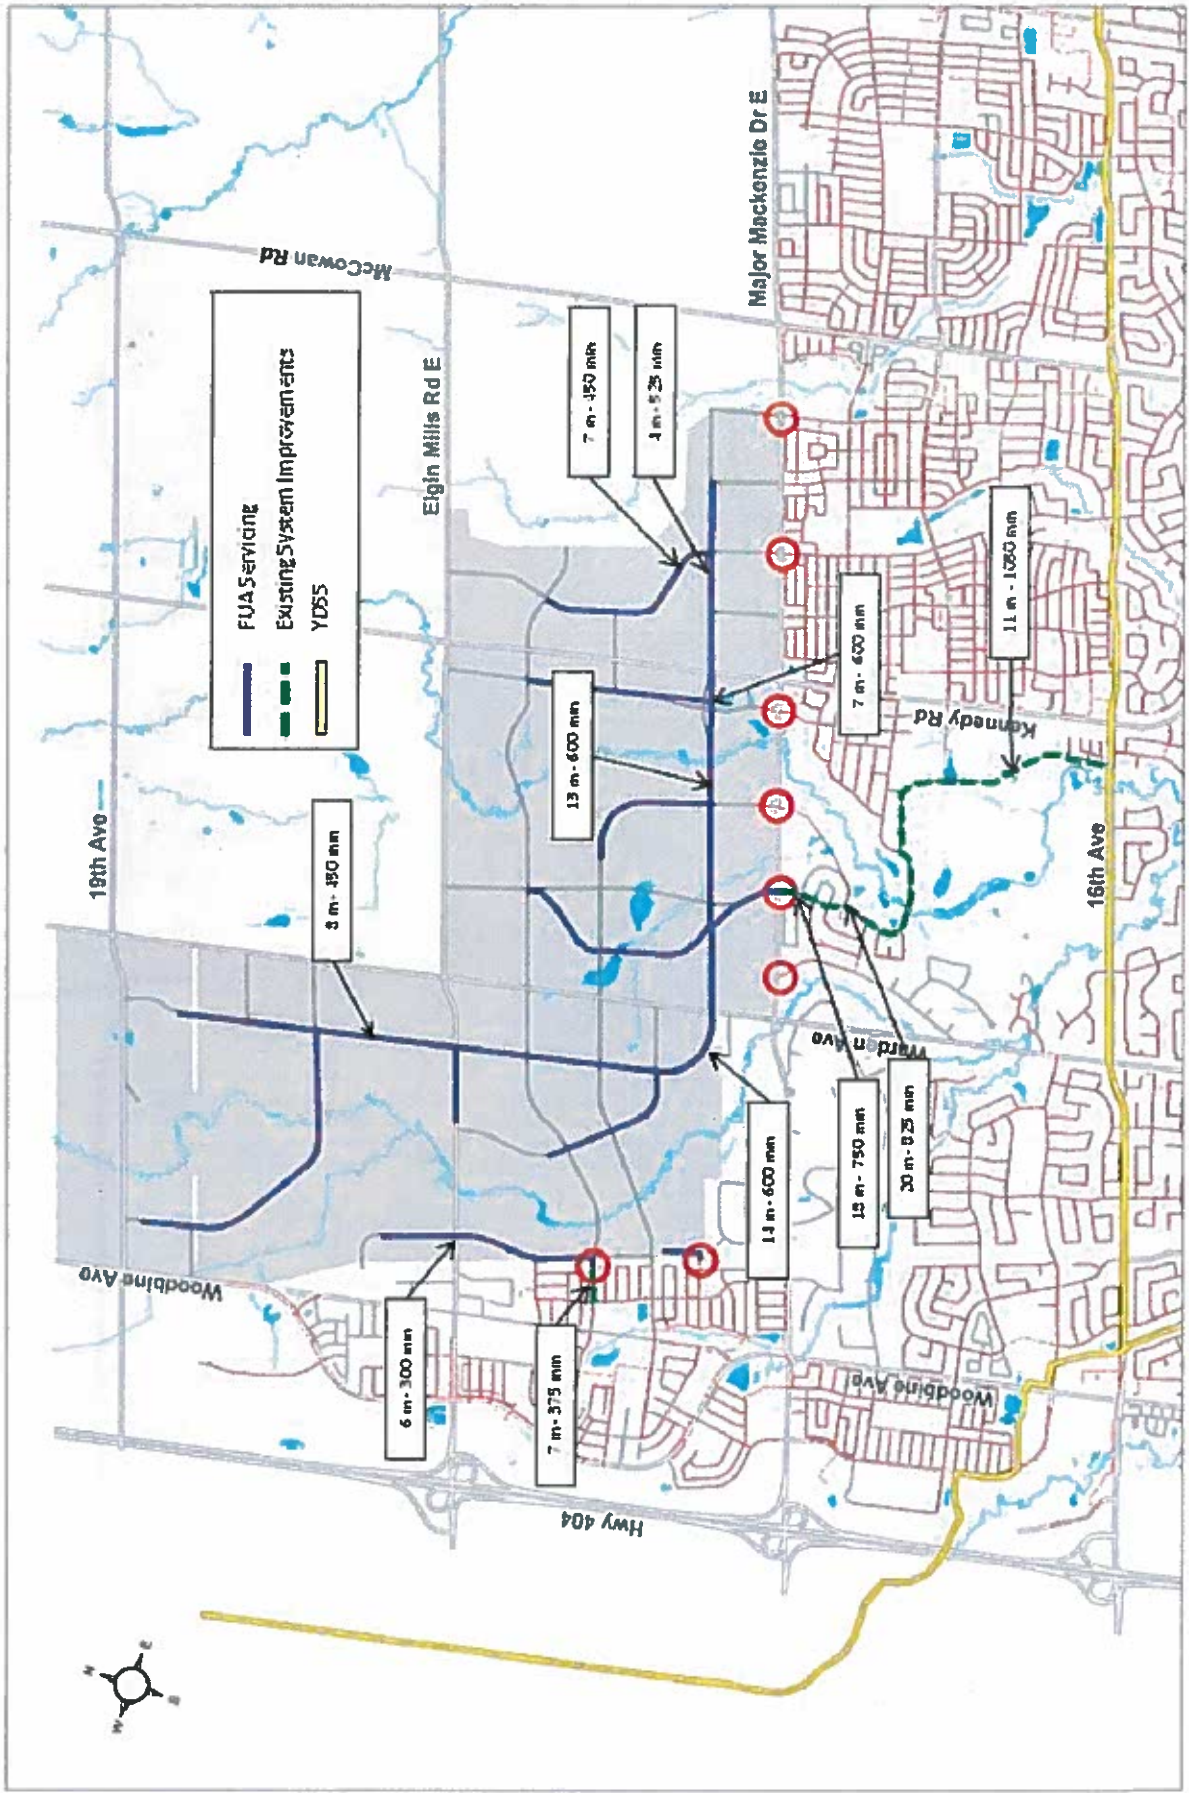 19th Ave
McCowan Rd
Elgin Mills Rd E
Major Mackenzie Dr E
FUA Servicing
Existing System Improvements
YDSS
8 m - 450 mm
7 m - 450 mm
4 m - 525 mm
13 m - 600 mm
7 m - 600 mm
11 m - 1050 mm
Kennedy Rd
16th Ave
Warden Ave
14 m - 600 mm
18 m - 750 mm
20 m - 825 mm
Woodbine Ave
6 m - 300 mm
7 m - 375 mm
Woodbine Ave
Hwy 404
N
E
S
W